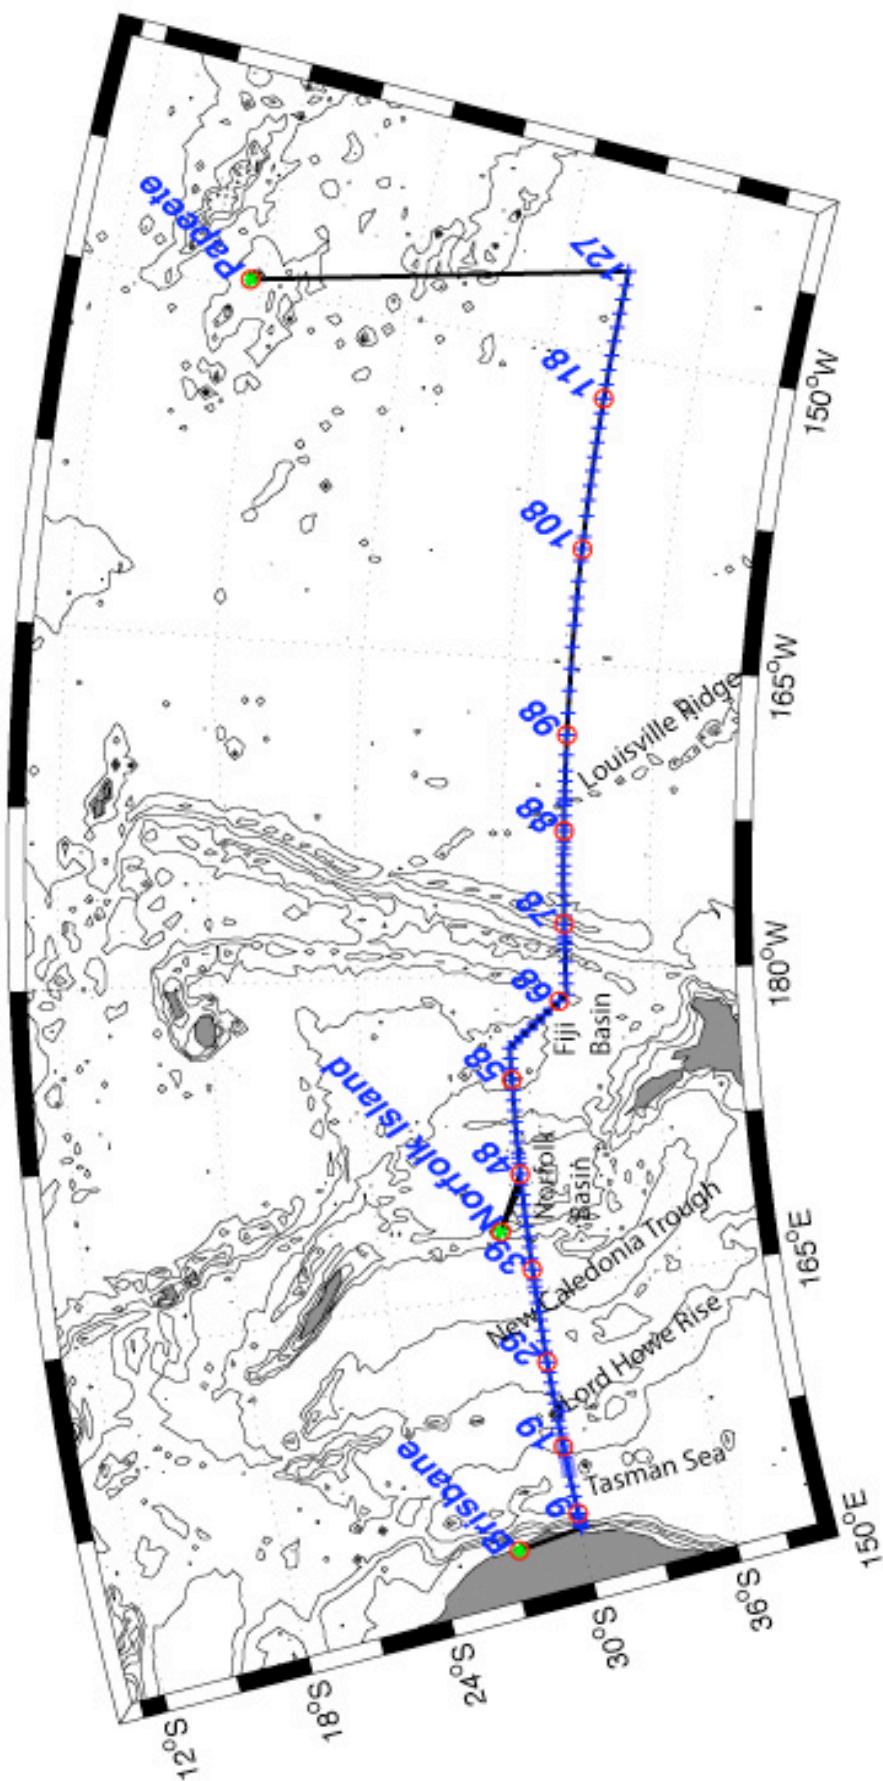 Papeete
127
118
108
98
88
78
68
58
48
39
29
19
9
Norfolk Island
Brisbane
Louisville Ridge
Fiji
Basin
Norfolk
Basin
New Caledonia Trough
Lord Howe Rise
Tasman Sea
150°W
165°W
180°W
165°E
150°E
12°S
18°S
24°S
30°S
36°S